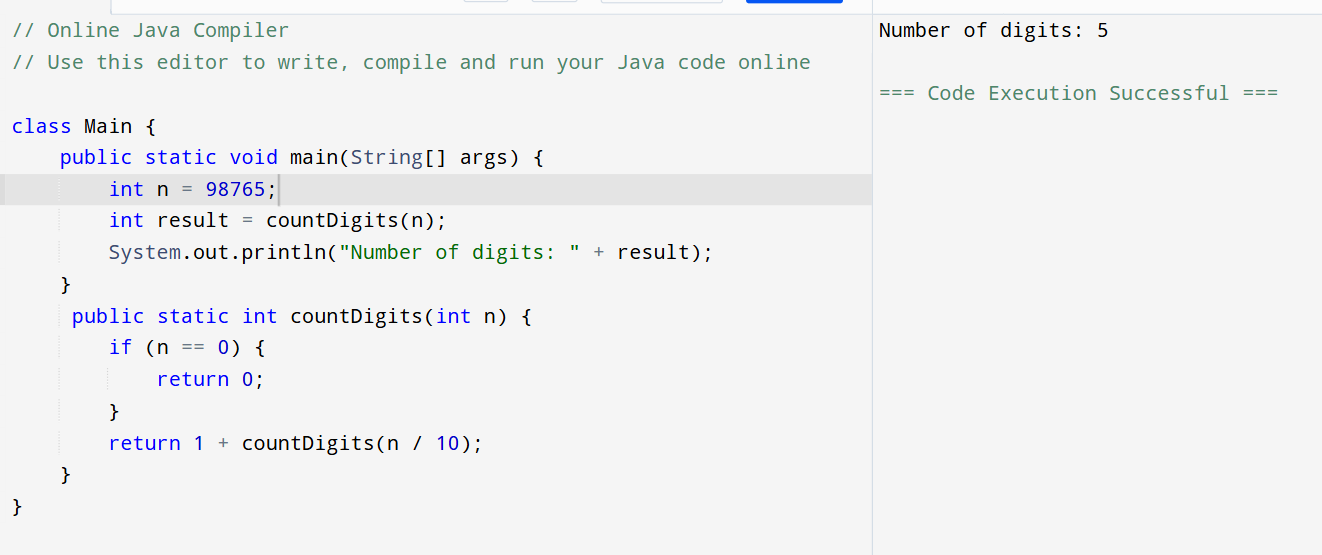 // Online Java Compiler
// Use this editor to write, compile and run your Java code online
class Main {
    public static void main(String[] args) {
        int n = 98765;
        int result = countDigits(n);
        System.out.println("Number of digits: " + result);
    }
     public static int countDigits(int n) {
        if (n == 0) {
            return 0;
        }
        return 1 + countDigits(n / 10);
    }
}
Number of digits: 5
=== Code Execution Successful ===